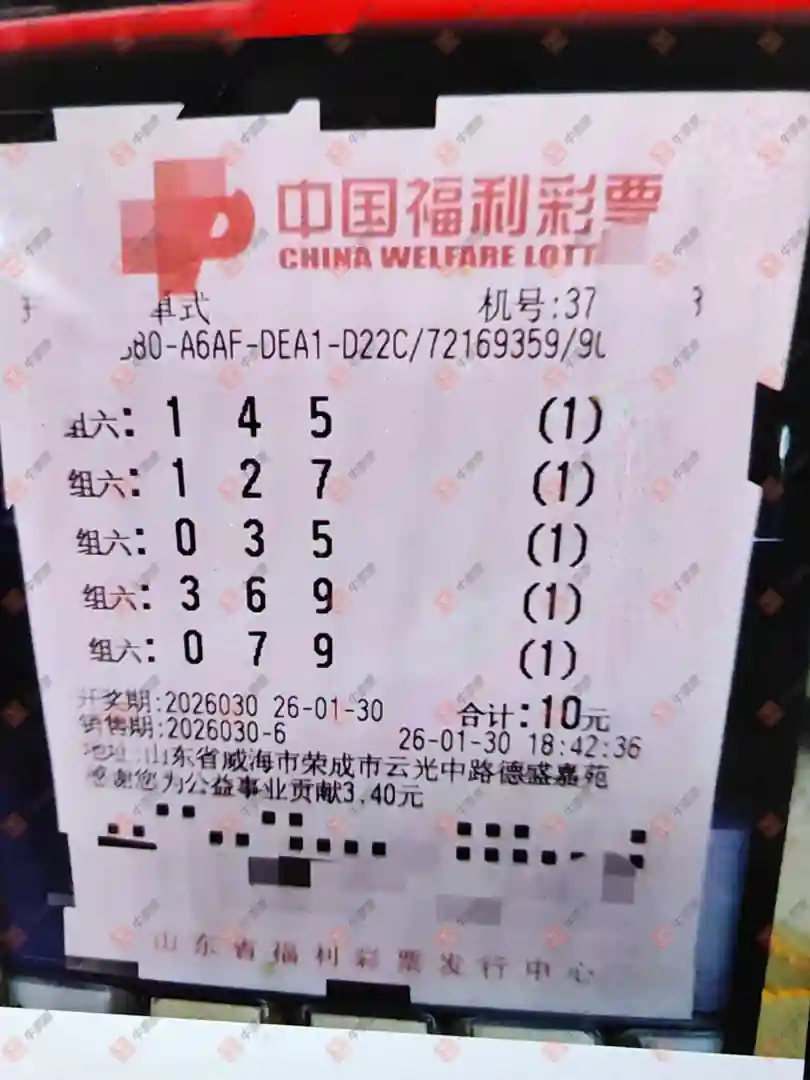 中国福利彩票
CHINA WELFARE LOTT
单式 机号:37
B80-A6AF-DEA1-D22C/72169359/90
组六: 1 4 5 (1)
组六: 1 2 7 (1)
组六: 0 3 5 (1)
组六: 3 6 9 (1)
组六: 0 7 9 (1)
开奖期:2026030 26-01-30 合计:10元
销售期:2026030-6 26-01-30 18:42:36
地址:山东省威海市荣成市云光中路德盛嘉苑
感谢您为公益事业贡献3.40元
山东省福利彩票发行中心